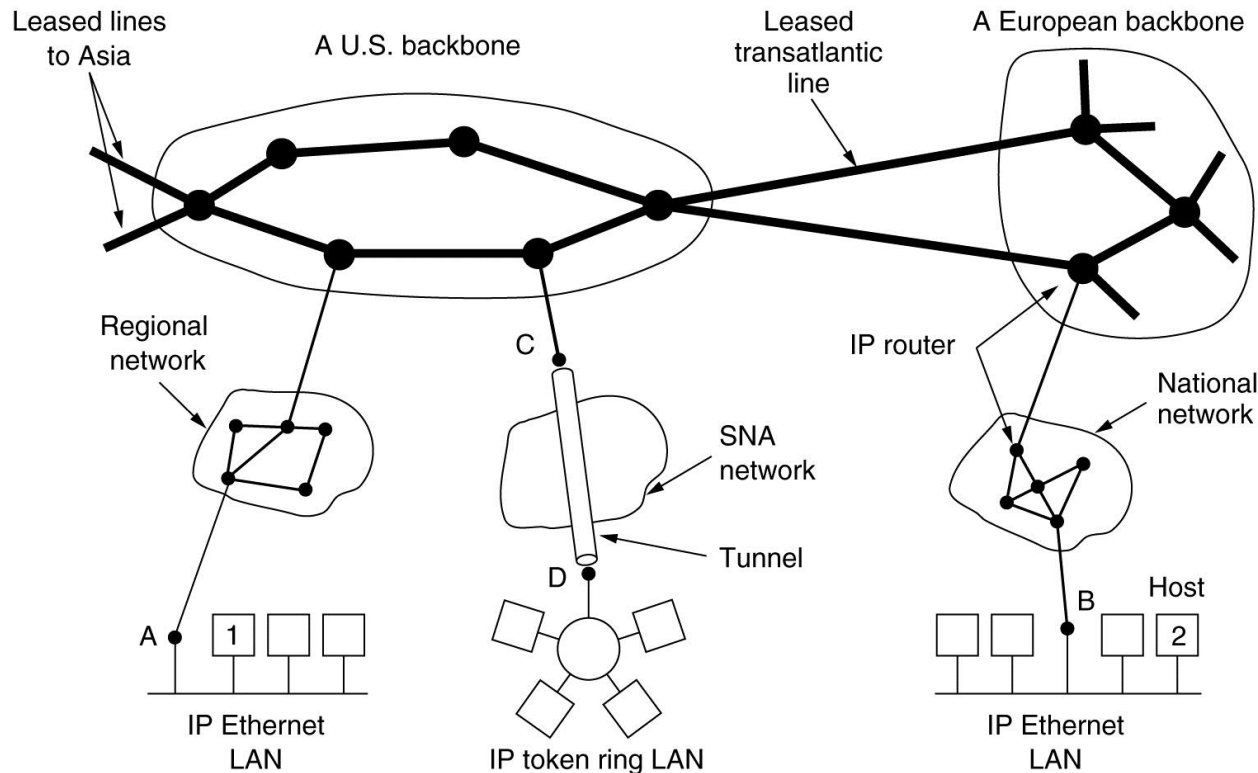 Leased lines
to Asia
A U.S. backbone
Leased
transatlantic
line
A European backbone
Regional
network
C
IP router
National
network
SNA
network
Tunnel
D
A
1
B
Host
2
IP Ethernet
LAN
IP token ring LAN
IP Ethernet
LAN